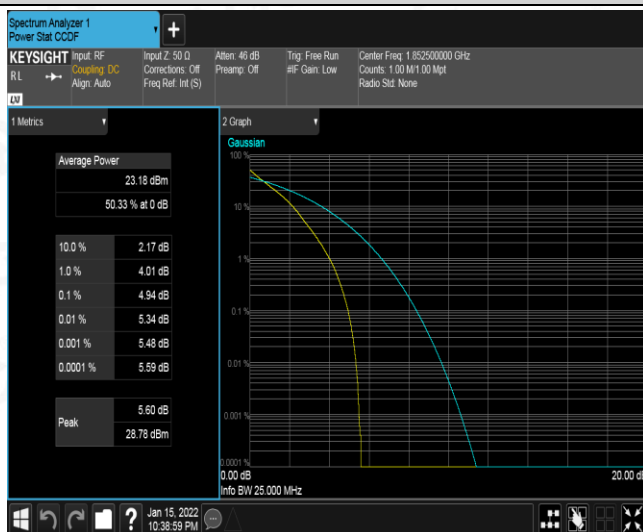 Spectrum Analyzer 1
Power Stat CCDF
+
KEYSIGHT
RL
LXI
Input: RF
Coupling: DC
Align: Auto
Input Z: 50 Ω
Corrections: Off
Freq Ref: Int (S)
Atten: 46 dB
Preamp: Off
Trig: Free Run
#IF Gain: Low
Center Freq: 1.852500000 GHz
Counts: 1.00 M/1.00 Mpt
Radio Std: None
1 Metrics
Average Power
23.18 dBm
50.33 % at 0 dB
10.0 % 2.17 dB
1.0 % 4.01 dB
0.1 % 4.94 dB
0.01 % 5.34 dB
0.001 % 5.48 dB
0.0001 % 5.59 dB
Peak
5.60 dB
28.78 dBm
2 Graph
Gaussian
100 %
10 %
1 %
0.1 %
0.01 %
0.001 %
0.0001 %
0.00 dB
20.00 dB
Info BW 25.000 MHz
?
Jan 15, 2022
10:38:59 PM